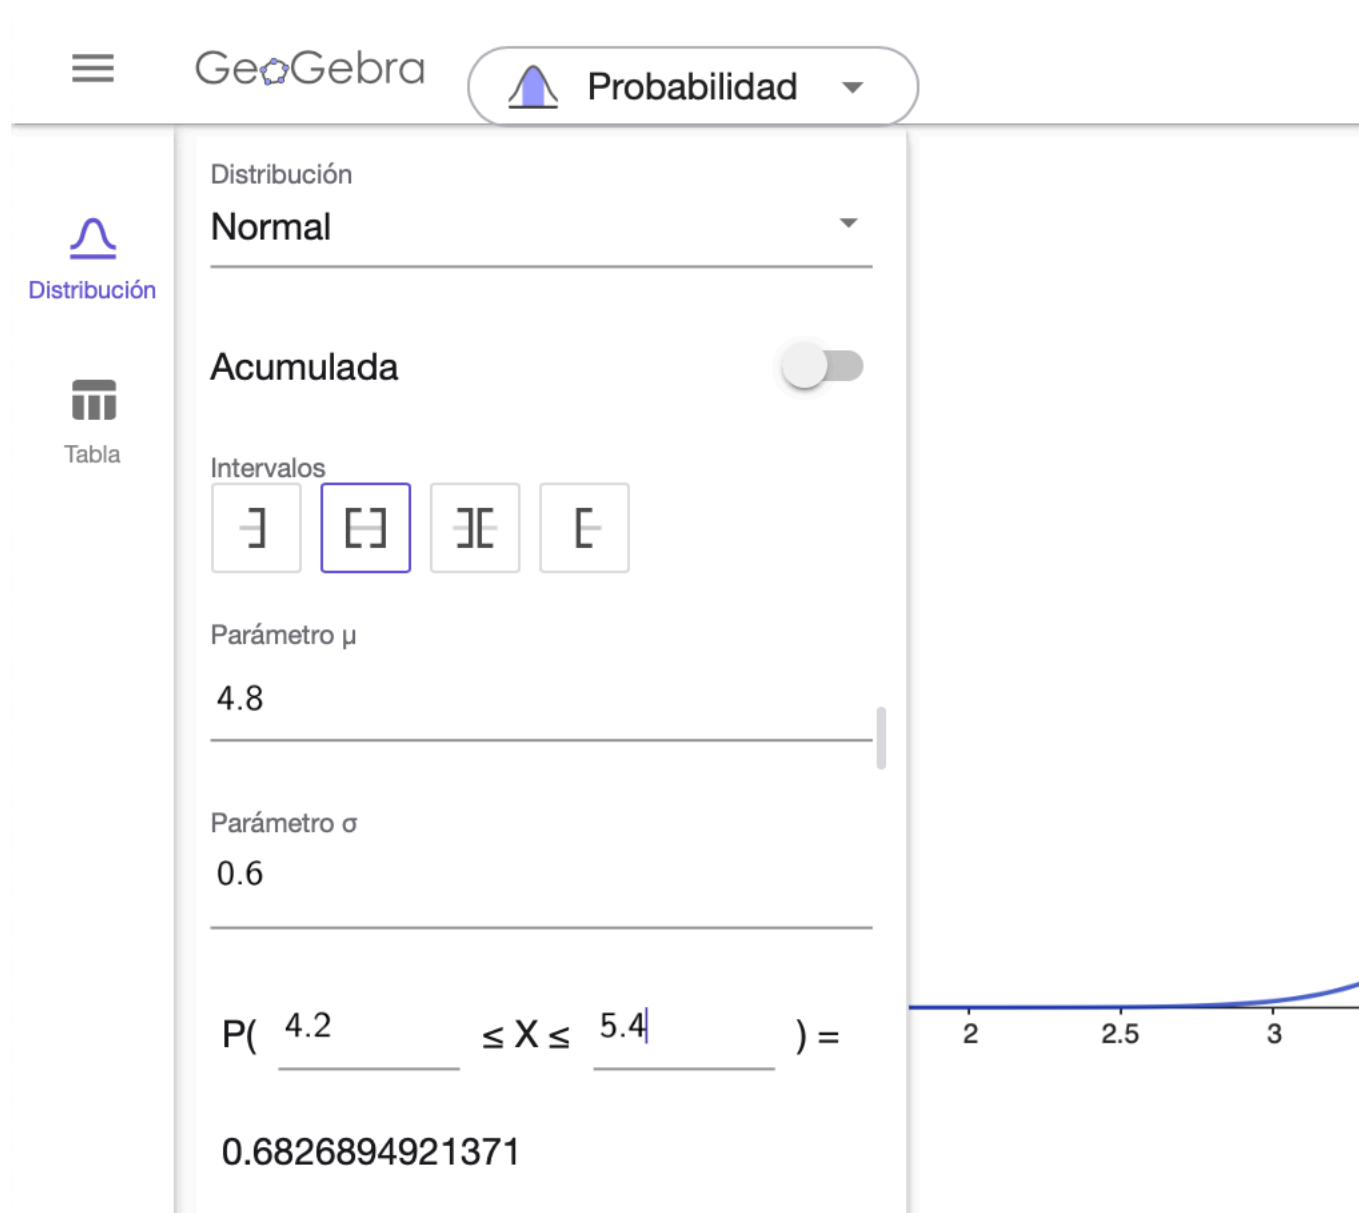 GeoGebra
Probabilidad
Distribución
Normal
Distribución
Acumulada
Tabla
Intervalos
Parámetro μ
4.8
Parámetro σ
0.6
P( 4.2 ≤ X ≤ 5.4 ) =
2 2.5 3
0.6826894921371